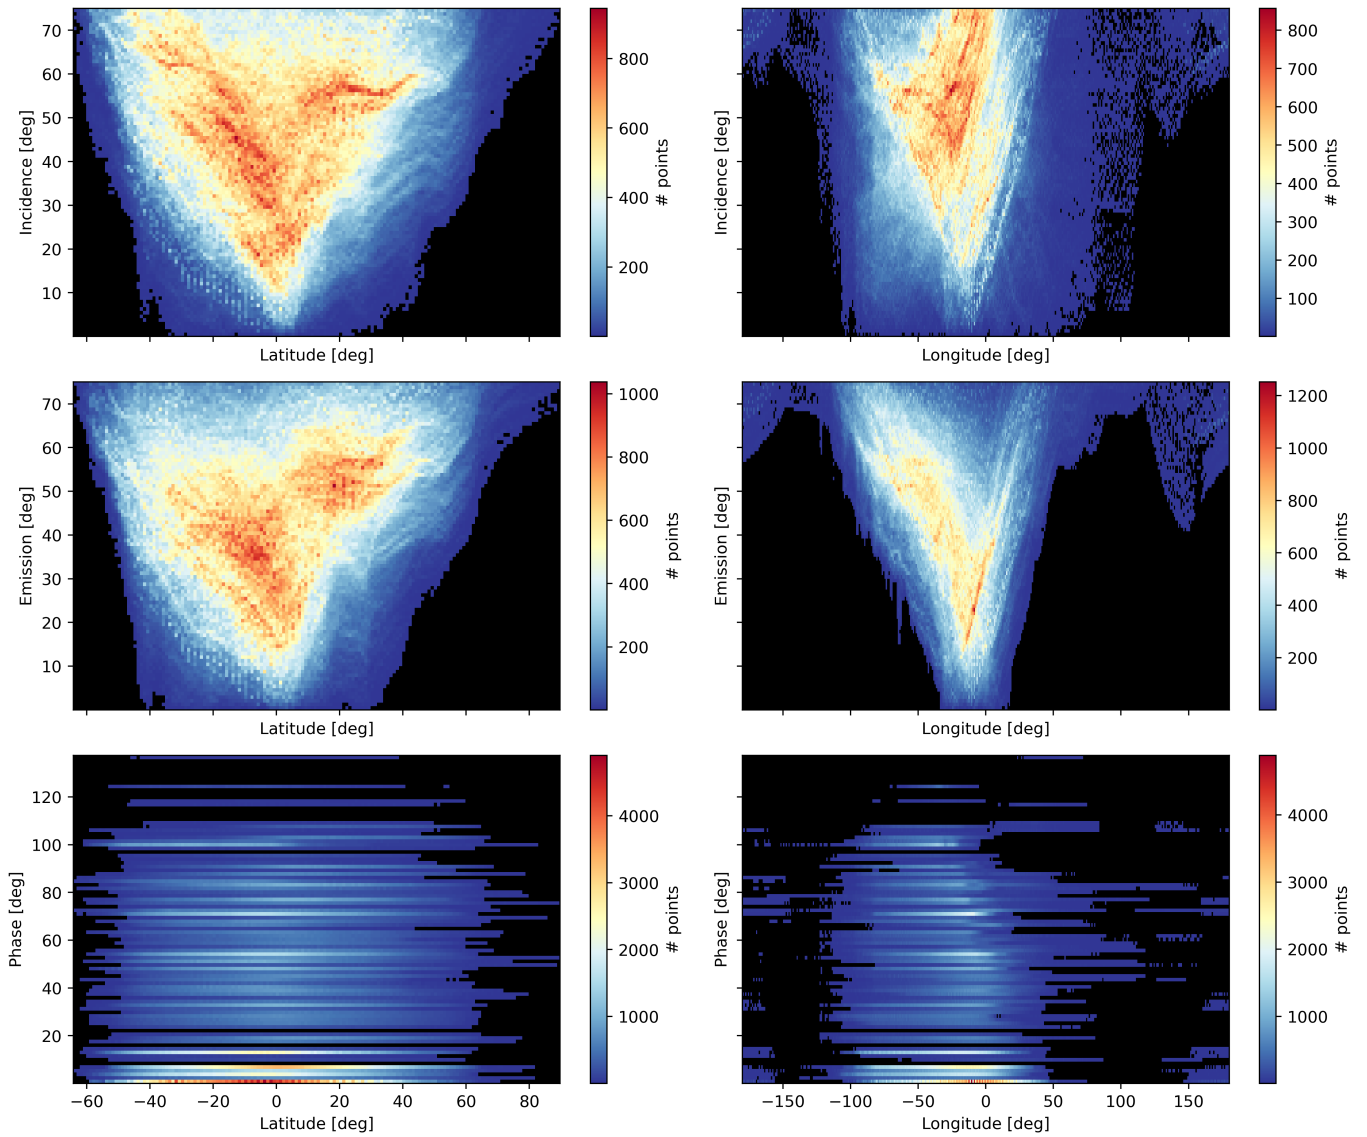 70
60
50
40
30
20
10
Incidence [deg]
Latitude [deg]
800
600
400
200
# points
Incidence [deg]
Longitude [deg]
800
700
600
500
400
300
200
100
# points
70
60
50
40
30
20
10
Emission [deg]
Latitude [deg]
1000
800
600
400
200
# points
Emission [deg]
Longitude [deg]
1200
1000
800
600
400
200
# points
120
100
80
60
40
20
Phase [deg]
−60 −40 −20 0 20 40 60 80
Latitude [deg]
4000
3000
2000
1000
# points
Phase [deg]
−150 −100 −50 0 50 100 150
Longitude [deg]
4000
3000
2000
1000
# points